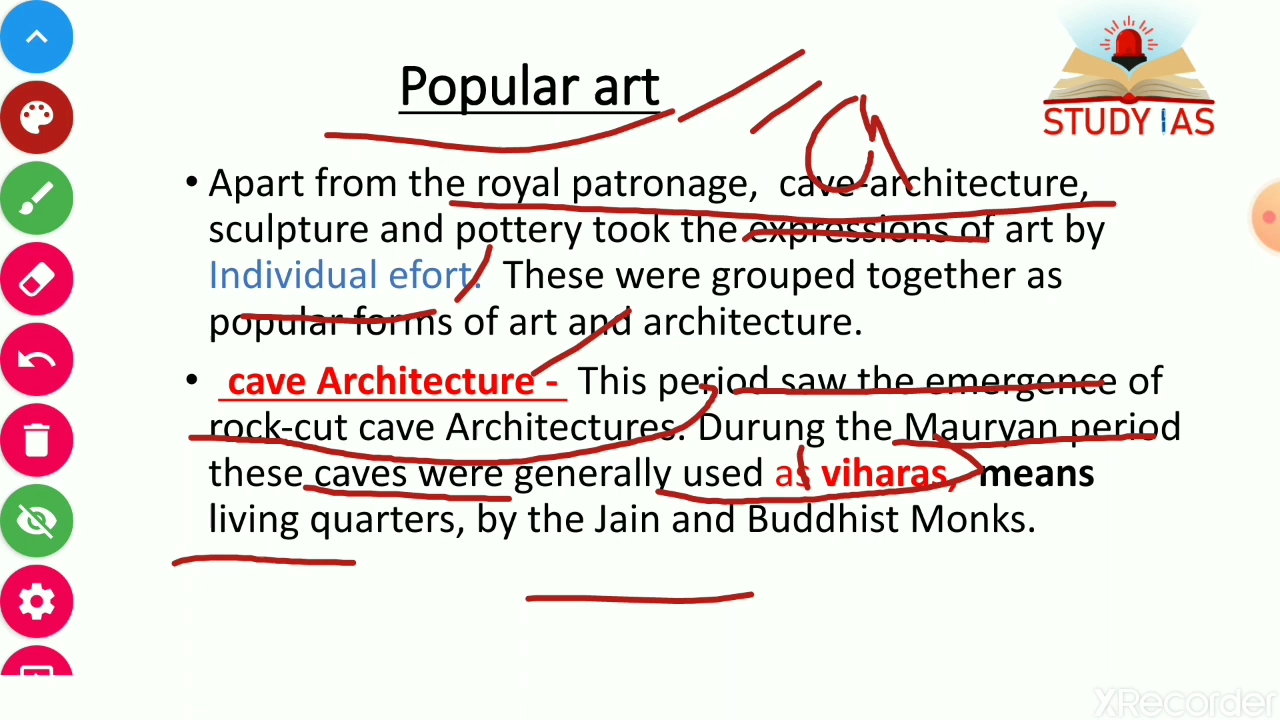 Popular art
STUDY IAS
• Apart from the royal patronage, cave-architecture,
sculpture and pottery took the expressions of art by
Individual efort. These were grouped together as
popular forms of art and architecture.
• cave Architecture - This period saw the emergence of
rock-cut cave Architectures. Durung the Mauryan period
these caves were generally used as viharas, means
living quarters, by the Jain and Buddhist Monks.
XRecorder